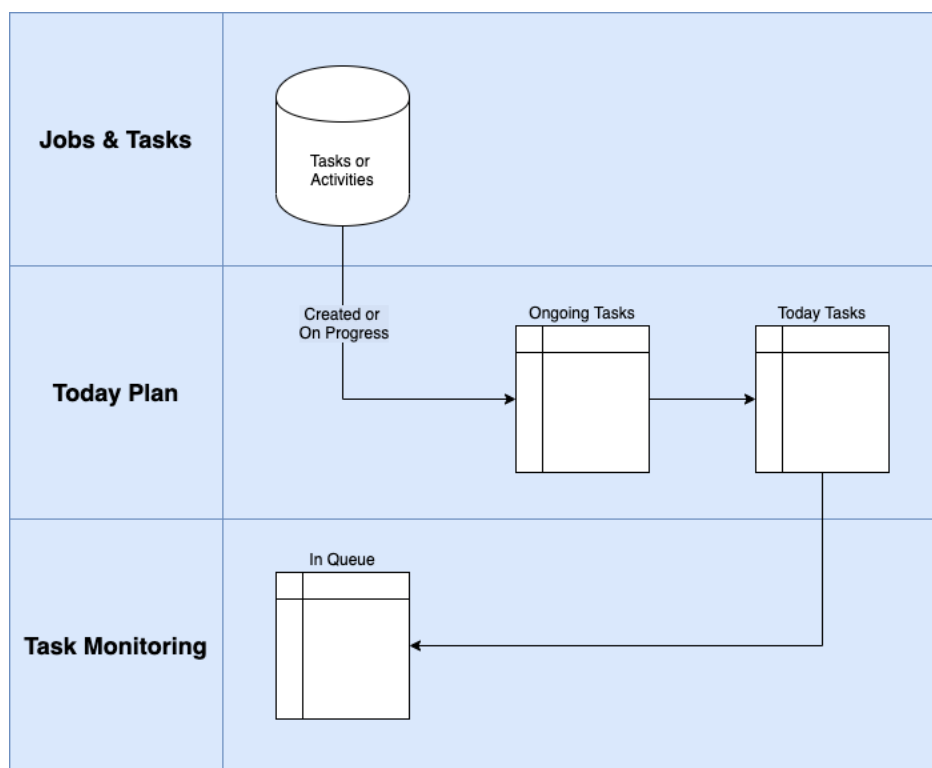 Jobs & Tasks
Tasks or
Activities
Today Plan
Created or
On Progress
Ongoing Tasks
Today Tasks
Task Monitoring
In Queue